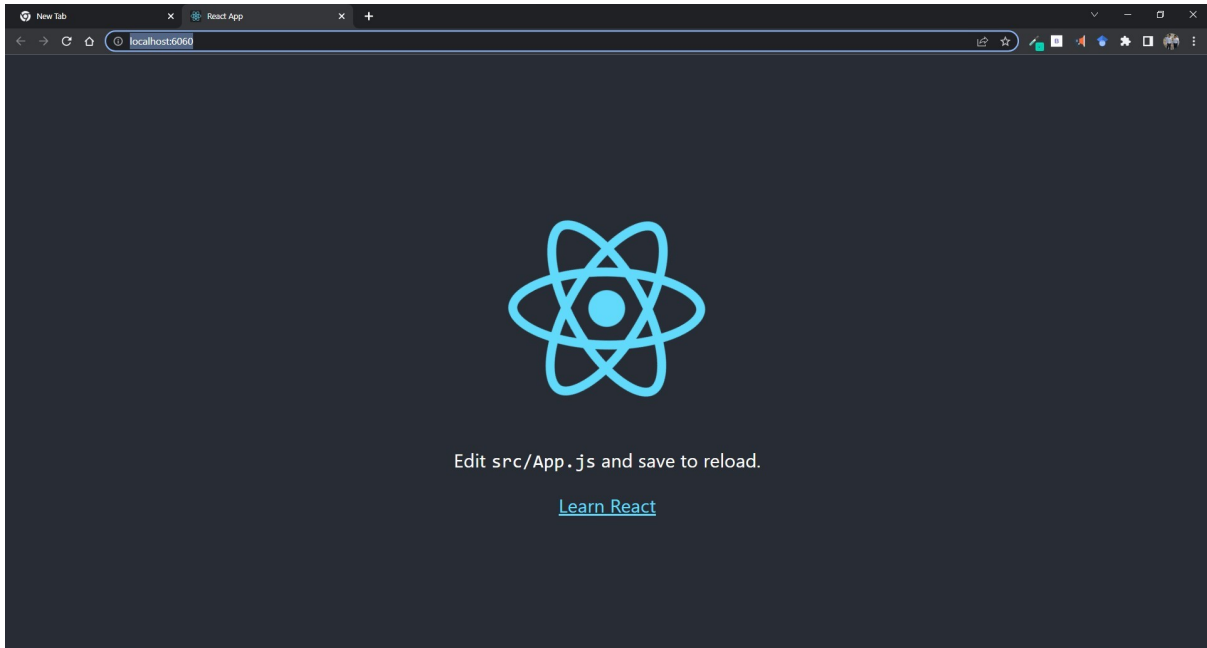 New Tab
React App
localhost:6060
Edit src/App.js and save to reload.
Learn React